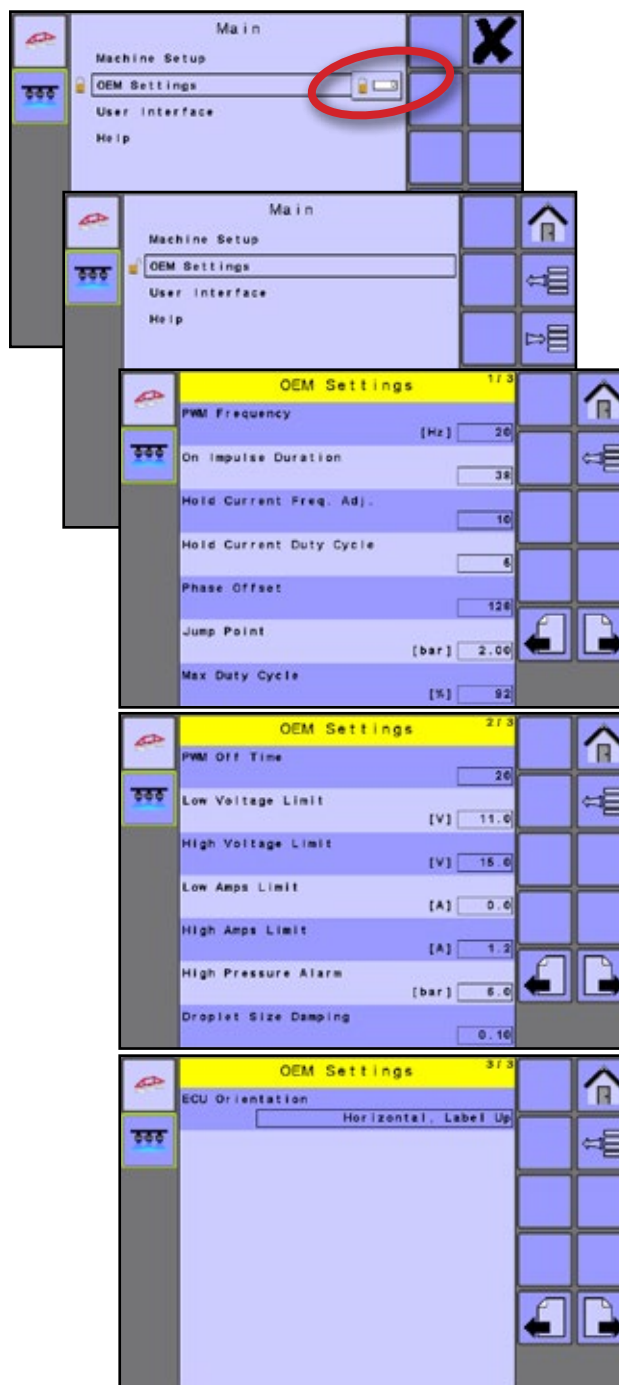 Main
Machine Setup
OEM Settings
User Interface
Help
Main
Machine Setup
OEM Settings
User Interface
Help
OEM Settings 1/3
PWM Frequency
[Hz] 20
On Impulse Duration
38
Hold Current Freq. Adj.
10
Hold Current Duty Cycle
Phase Offset
128
Jump Point
[bar] 2.00
Max Duty Cycle
[%] 92
OEM Settings 2/3
PWM Off Time
20
Low Voltage Limit
[V] 11.0
High Voltage Limit
[V] 15.0
Low Amps Limit
[A] 0.0
High Amps Limit
[A] 1.2
High Pressure Alarm
[bar]
Droplet Size Damping
0.10
OEM Settings 3/3
ECU Orientation
Horizontal, Label Up